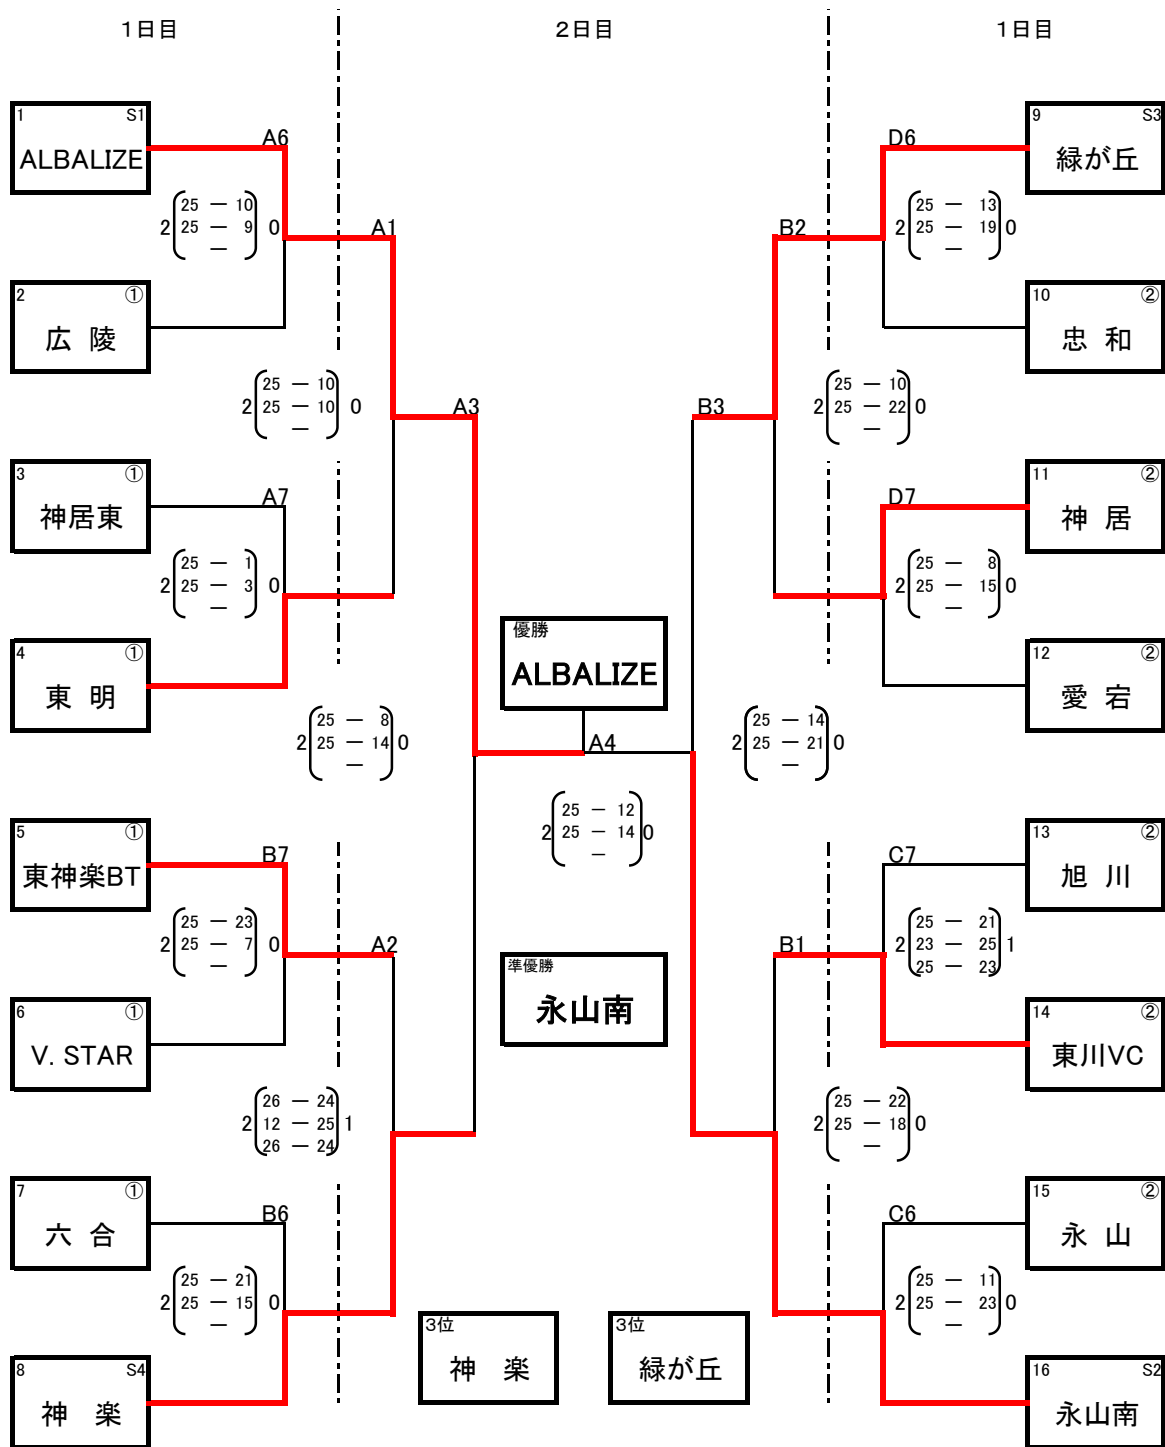 1日目
2日目
1日目
1 S1
ALBALIZE
A6
2 25 ― 10 0
25 ― 9
―
A1
2 ①
広 陵
2 25 ― 10 0
25 ― 10
―
3 ①
神居東
A7
2 25 ― 1 0
25 ― 3
―
4 ①
東 明
A3
2 25 ― 8 0
25 ― 14
―
5 ①
東神楽BT
B7
2 25 ― 23 0
25 ― 7
―
A2
6 ①
V. STAR
2 26 ― 24 1
12 ― 25
26 ― 24
7 ①
六 合
B6
2 25 ― 21 0
25 ― 15
―
8 S4
神 楽
優勝
ALBALIZE
A4
2 25 ― 12 0
25 ― 14
―
準優勝
永山南
3位
神 楽
3位
緑が丘
9 S3
緑が丘
D6
2 25 ― 13 0
25 ― 19
―
B2
10 ②
忠 和
2 25 ― 10 0
25 ― 22
―
B3
11 ②
神 居
D7
2 25 ― 8 0
25 ― 15
―
12 ②
愛 宕
2 25 ― 14 0
25 ― 21
―
13 ②
旭 川
C7
2 25 ― 21 1
23 ― 25
25 ― 23
B1
14 ②
東川VC
2 25 ― 22 0
25 ― 18
―
15 ②
永 山
C6
2 25 ― 11 0
25 ― 23
―
16 S2
永山南